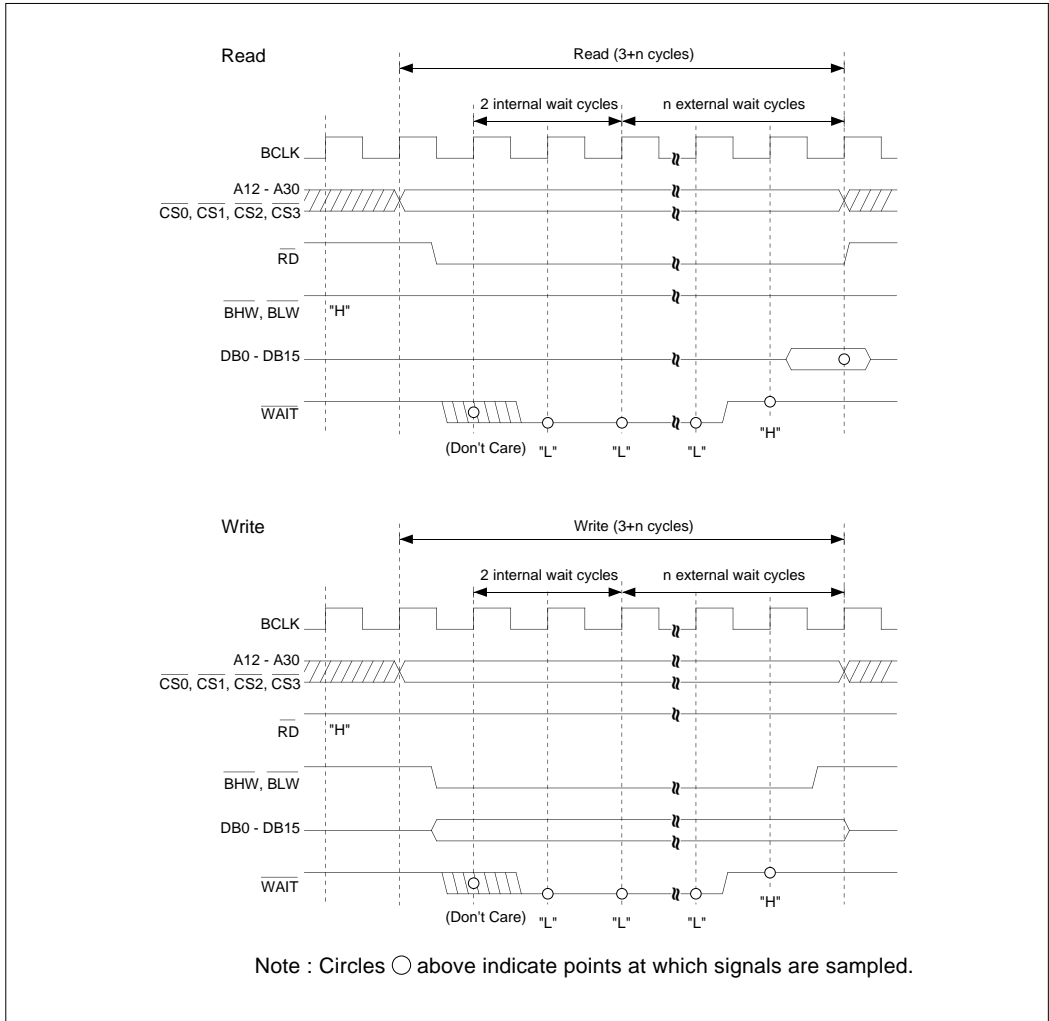 Read
Read (3+n cycles)
2 internal wait cycles
n external wait cycles
BCLK
A12 - A30
CS0, CS1, CS2, CS3
RD
BHW, BLW
"H"
DB0 - DB15
WAIT
(Don't Care)
"L"
"L"
"L"
"H"
Write
Write (3+n cycles)
2 internal wait cycles
n external wait cycles
BCLK
A12 - A30
CS0, CS1, CS2, CS3
RD
"H"
BHW, BLW
DB0 - DB15
WAIT
(Don't Care)
"L"
"L"
"L"
"H"
Note : Circles ○ above indicate points at which signals are sampled.